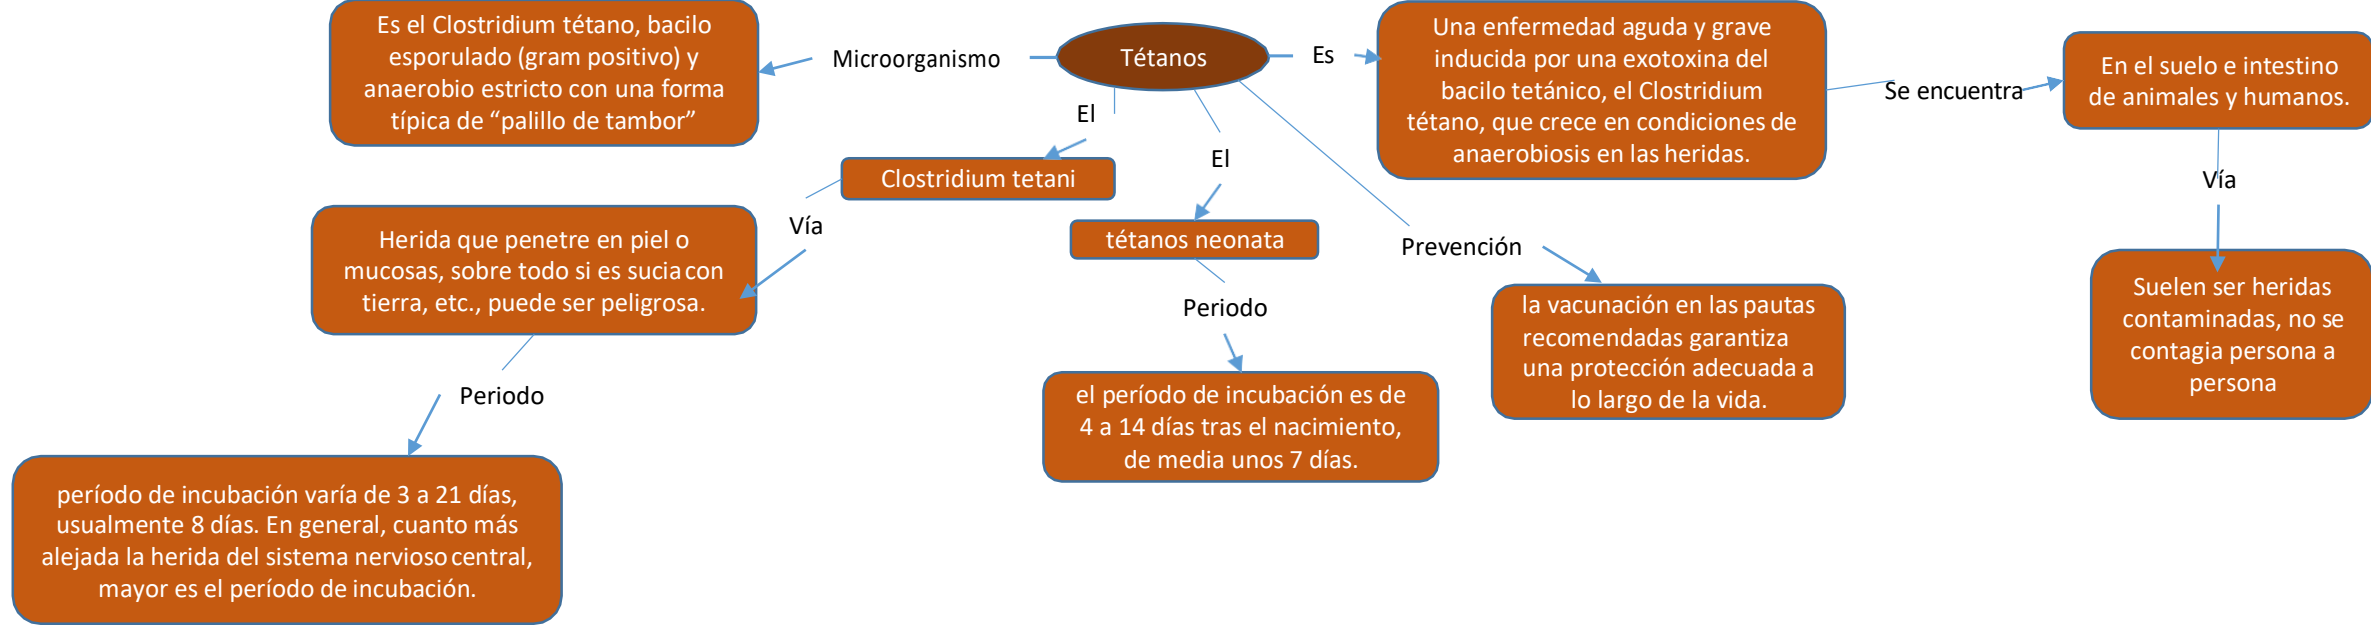 Tétanos
Microorganismo
Es el Clostridium tétano, bacilo
esporulado (gram positivo) y
anaerobio estricto con una forma
típica de “palillo de tambor”
El
Clostridium tetani
Vía
Herida que penetre en piel o
mucosas, sobre todo si es sucia con
tierra, etc., puede ser peligrosa.
Periodo
período de incubación varía de 3 a 21 días,
usualmente 8 días. En general, cuanto más
alejada la herida del sistema nervioso central,
mayor es el período de incubación.
El
tétanos neonata
Periodo
el período de incubación es de
4 a 14 días tras el nacimiento,
de media unos 7 días.
Prevención
la vacunación en las pautas
recomendadas garantiza
una protección adecuada a
lo largo de la vida.
Es
Una enfermedad aguda y grave
inducida por una exotoxina del
bacilo tetánico, el Clostridium
tétano, que crece en condiciones de
anaerobiosis en las heridas.
Se encuentra
En el suelo e intestino
de animales y humanos.
Vía
Suelen ser heridas
contaminadas, no se
contagia persona a
persona